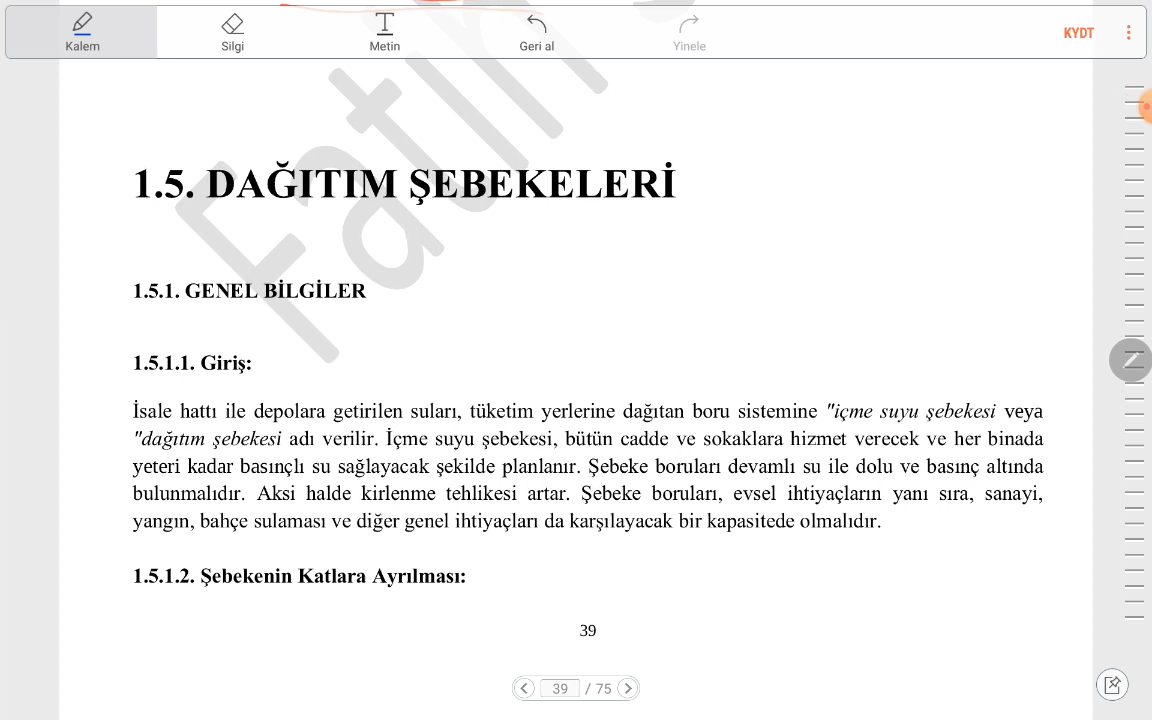 Kalem
Silgi
Metin
Geri al
Yinele
KYDT
Fatih
1.5. DAĞITIM ŞEBEKELERİ
1.5.1. GENEL BİLGİLER
1.5.1.1. Giriş:
İsale hattı ile depolara getirilen suları, tüketim yerlerine dağıtan boru sistemine "içme suyu şebekesi veya
"dağıtım şebekesi adı verilir. İçme suyu şebekesi, bütün cadde ve sokaklara hizmet verecek ve her binada
yeteri kadar basınçlı su sağlayacak şekilde planlanır. Şebeke boruları devamlı su ile dolu ve basınç altında
bulunmalıdır. Aksi halde kirlenme tehlikesi artar. Şebeke boruları, evsel ihtiyaçların yanı sıra, sanayi,
yangın, bahçe sulaması ve diğer genel ihtiyaçları da karşılayacak bir kapasitede olmalıdır.
1.5.1.2. Şebekenin Katlara Ayrılması:
39
39 / 75